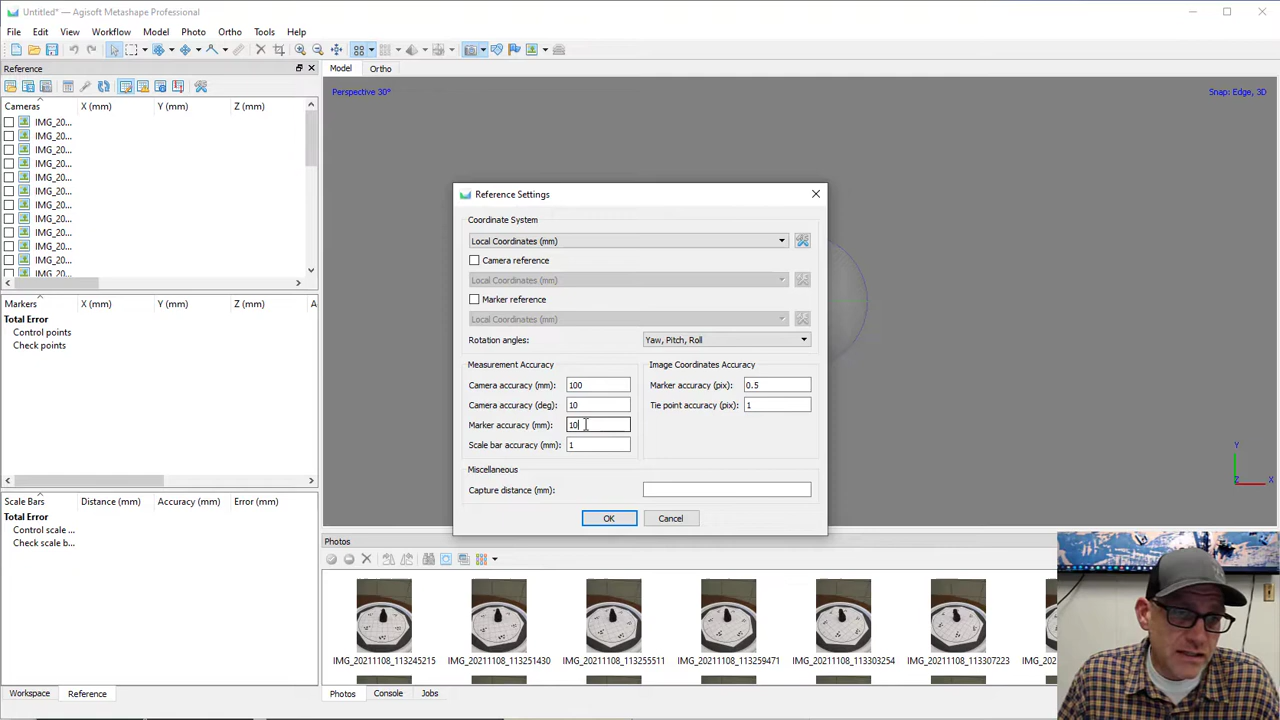 Untitled* — Agisoft Metashape Professional
File Edit View Workflow Model Photo Ortho Tools Help
Reference
Model Ortho
Cameras X (mm) Y (mm) Z (mm)
Perspective 30°
Snap: Edge, 3D
IMG_20...
IMG_20...
IMG_20...
IMG_20...
IMG_20...
IMG_20...
IMG_20...
IMG_20...
IMG_20...
IMG_20...
IMG_20...
IMG_20...
Markers X (mm) Y (mm) Z (mm) A
Total Error
Control points
Check points
Scale Bars Distance (mm) Accuracy (mm) Error (mm)
Total Error
Control scale ...
Check scale b...
Reference Settings
Coordinate System
Local Coordinates (mm)
Camera reference
Local Coordinates (mm)
Marker reference
Local Coordinates (mm)
Rotation angles: Yaw, Pitch, Roll
Measurement Accuracy
Camera accuracy (mm): 100
Camera accuracy (deg): 10
Marker accuracy (mm): 10
Scale bar accuracy (mm): 1
Image Coordinates Accuracy
Marker accuracy (pix): 0.5
Tie point accuracy (pix): 1
Miscellaneous
Capture distance (mm):
OK Cancel
Y
Z X
Photos
IMG_20211108_113245215 IMG_20211108_113251430 IMG_20211108_113255511 IMG_20211108_113259471 IMG_20211108_113303254 IMG_20211108_113307223 IM
Workspace Reference
Photos Console Jobs